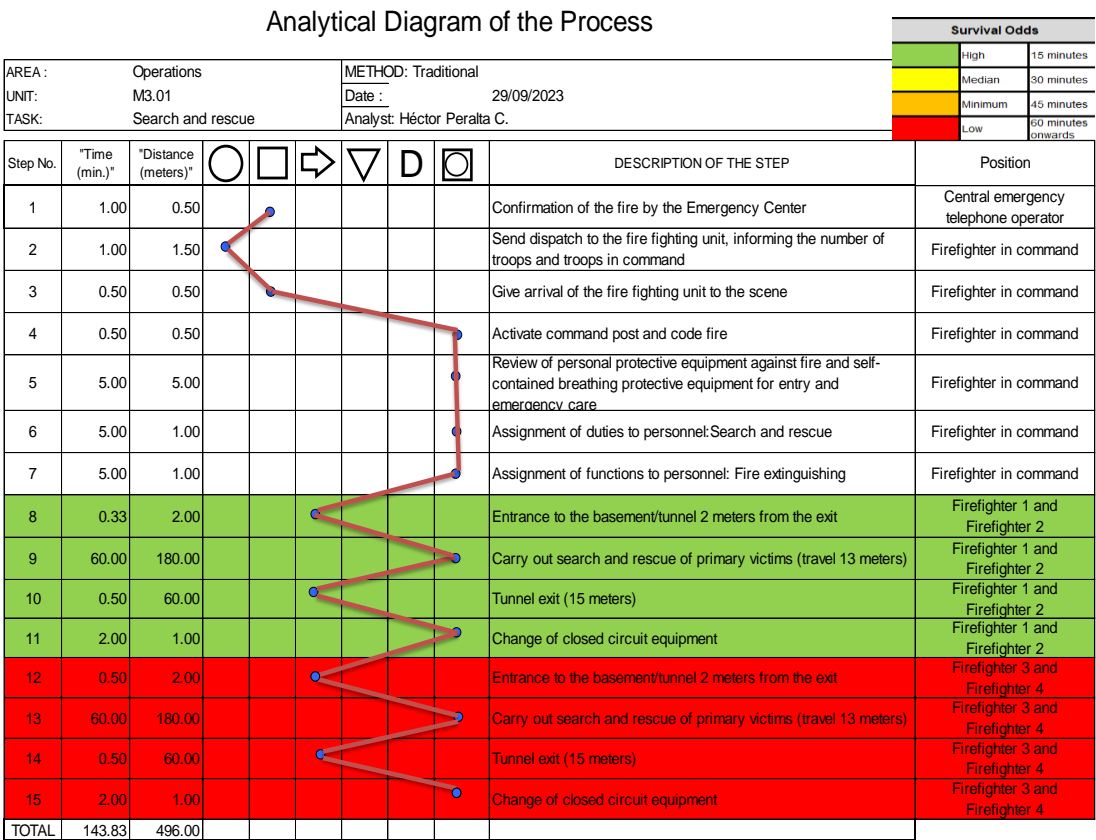 Analytical Diagram of the Process
Survival Odds
High 15 minutes
Median 30 minutes
Minimum 45 minutes
Low 60 minutes
onwards
AREA : Operations METHOD: Traditional
UNIT: M3.01 Date : 29/09/2023
TASK: Search and rescue Analyst: Héctor Peralta C.
Step No. "Time (min.)" "Distance (meters)" D DESCRIPTION OF THE STEP Position
1 1.00 0.50 Confirmation of the fire by the Emergency Center Central emergency
telephone operator
2 1.00 1.50 Send dispatch to the fire fighting unit, informing the number of
troops and troops in command Firefighter in command
3 0.50 0.50 Give arrival of the fire fighting unit to the scene Firefighter in command
4 0.50 0.50 Activate command post and code fire Firefighter in command
5 5.00 5.00 Review of personal protective equipment against fire and self-
contained breathing protective equipment for entry and
emergency care Firefighter in command
6 5.00 1.00 Assignment of duties to personnel:Search and rescue Firefighter in command
7 5.00 1.00 Assignment of functions to personnel: Fire extinguishing Firefighter in command
8 0.33 2.00 Entrance to the basement/tunnel 2 meters from the exit Firefighter 1 and
Firefighter 2
9 60.00 180.00 Carry out search and rescue of primary victims (travel 13 meters) Firefighter 1 and
Firefighter 2
10 0.50 60.00 Tunnel exit (15 meters) Firefighter 1 and
Firefighter 2
11 2.00 1.00 Change of closed circuit equipment Firefighter 1 and
Firefighter 2
12 0.50 2.00 Entrance to the basement/tunnel 2 meters from the exit Firefighter 3 and
Firefighter 4
13 60.00 180.00 Carry out search and rescue of primary victims (travel 13 meters) Firefighter 3 and
Firefighter 4
14 0.50 60.00 Tunnel exit (15 meters) Firefighter 3 and
Firefighter 4
15 2.00 1.00 Change of closed circuit equipment Firefighter 3 and
Firefighter 4
TOTAL 143.83 496.00